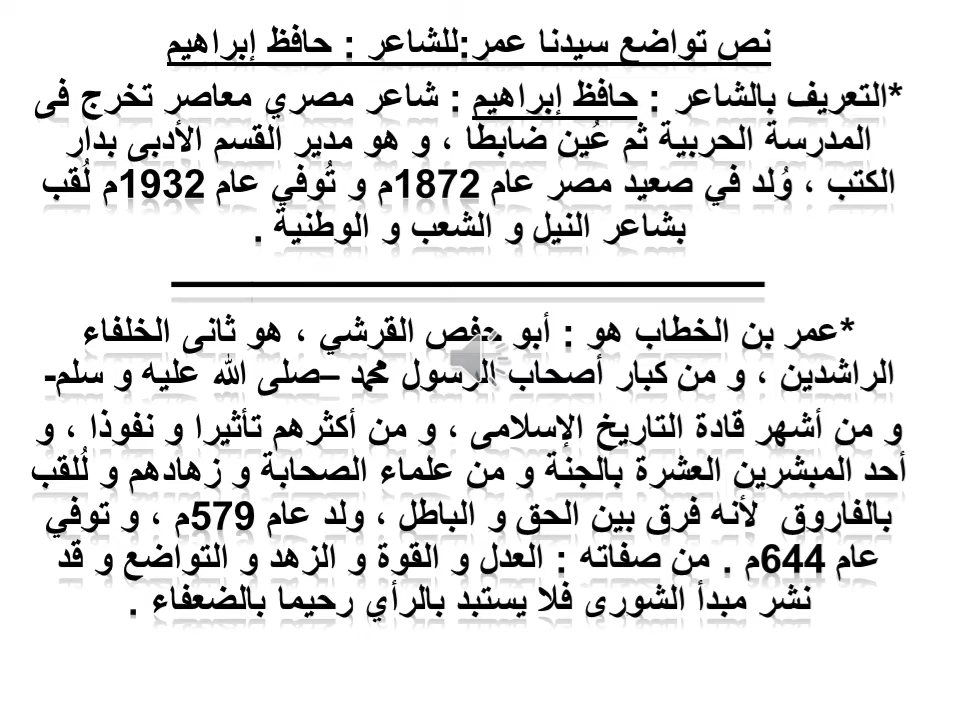 نص تواضع سيدنا عمر:للشاعر : حافظ إبراهيم
*التعريف بالشاعر : حافظ إبراهيم : شاعر مصري معاصر تخرج فى
المدرسة الحربية ثم عُين ضابطا ، و هو مدير القسم الأدبى بدار
الكتب ، وُلد في صعيد مصر عام 1872م و تُوفي عام 1932م لُقب
بشاعر النيل و الشعب و الوطنية .
*عمر بن الخطاب هو : أبو حفص القرشي ، هو ثانى الخلفاء
الراشدين ، و من كبار أصحاب الرسول محمد –صلى الله عليه و سلم-
و من أشهر قادة التاريخ الإسلامى ، و من أكثرهم تأثيرا و نفوذا ، و
أحد المبشرين العشرة بالجنة و من علماء الصحابة و زهادهم و لُلقب
بالفاروق لأنه فرق بين الحق و الباطل ، ولد عام 579م ، و توفي
عام 644م . من صفاته : العدل و القوة و الزهد و التواضع و قد
نشر مبدأ الشورى فلا يستبد بالرأي رحيما بالضعفاء .